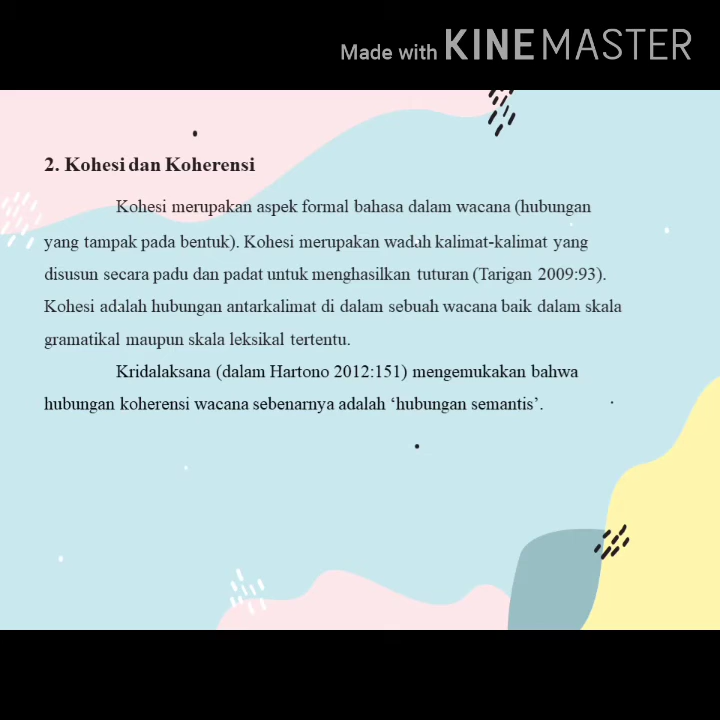 Made with KINEMASTER
2. Kohesi dan Koherensi
Kohesi merupakan aspek formal bahasa dalam wacana (hubungan
yang tampak pada bentuk). Kohesi merupakan wadah kalimat-kalimat yang
disusun secara padu dan padat untuk menghasilkan tuturan (Tarigan 2009:93).
Kohesi adalah hubungan antarkalimat di dalam sebuah wacana baik dalam skala
gramatikal maupun skala leksikal tertentu.
Kridalaksana (dalam Hartono 2012:151) mengemukakan bahwa
hubungan koherensi wacana sebenarnya adalah ‘hubungan semantis’.